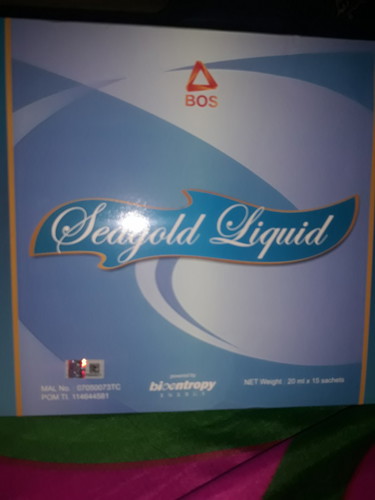 BOS
Seagold Liquid
MAL No. 07050073TC
POM TI. 114644581
powered by
bioentropy
ENERGY
NET Weight : 20 ml x 15 sachets